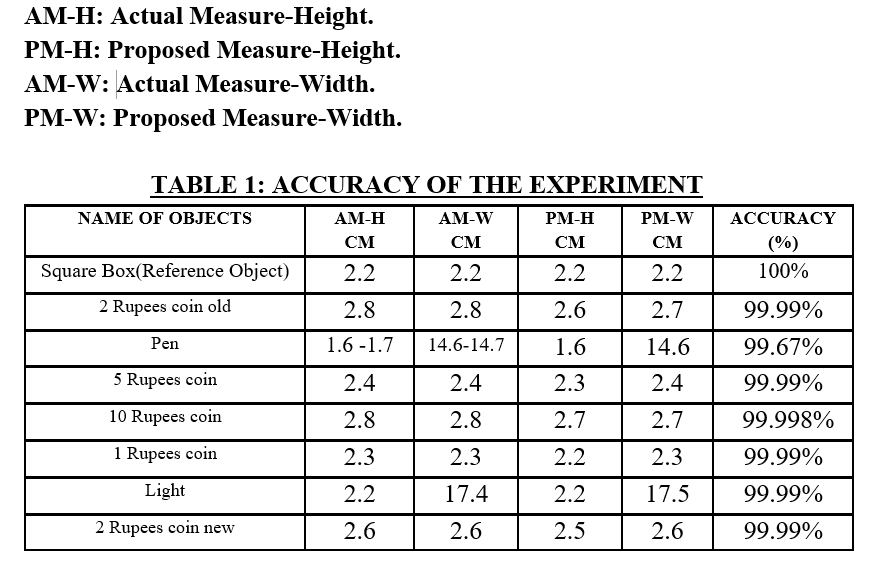 AM-H: Actual Measure-Height.
PM-H: Proposed Measure-Height.
AM-W: Actual Measure-Width.
PM-W: Proposed Measure-Width.
TABLE 1: ACCURACY OF THE EXPERIMENT
NAME OF OBJECTS AM-H CM AM-W CM PM-H CM PM-W CM ACCURACY (%)
Square Box(Reference Object) 2.2 2.2 2.2 2.2 100%
2 Rupees coin old 2.8 2.8 2.6 2.7 99.99%
Pen 1.6 -1.7 14.6-14.7 1.6 14.6 99.67%
5 Rupees coin 2.4 2.4 2.3 2.4 99.99%
10 Rupees coin 2.8 2.8 2.7 2.7 99.998%
1 Rupees coin 2.3 2.3 2.2 2.3 99.99%
Light 2.2 17.4 2.2 17.5 99.99%
2 Rupees coin new 2.6 2.6 2.5 2.6 99.99%